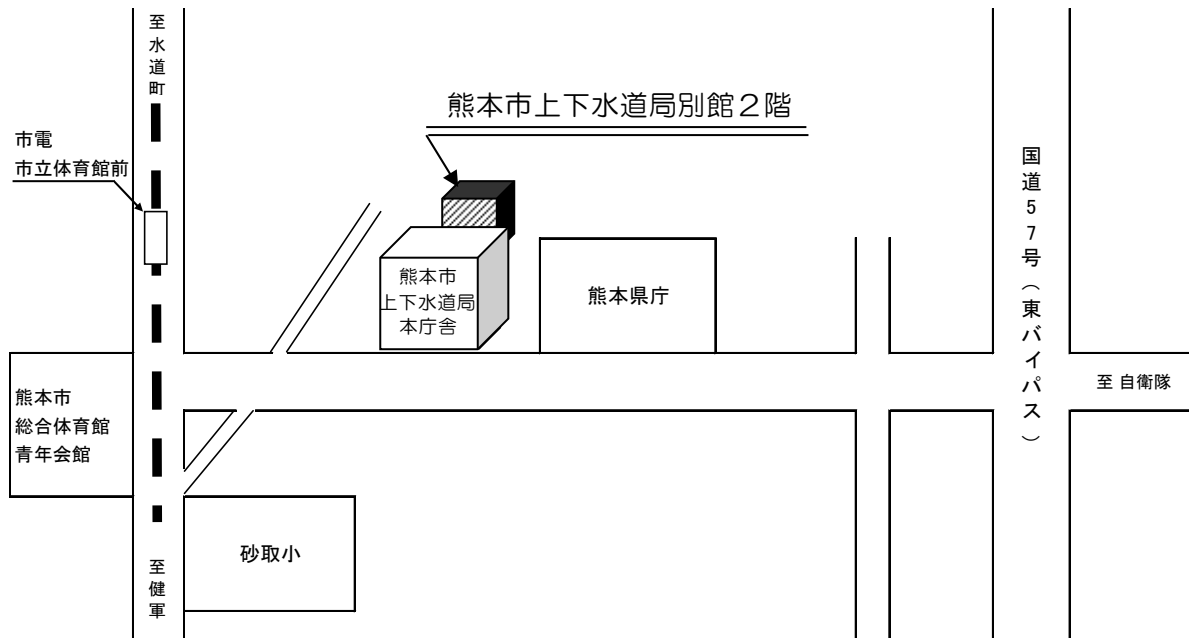 至水道町
熊本市上下水道局別館２階
市電
市立体育館前
国道５７号（東バイパス）
熊本市
上下水道局
本庁舎
熊本県庁
至 自衛隊
熊本市
総合体育館
青年会館
砂取小
至健軍